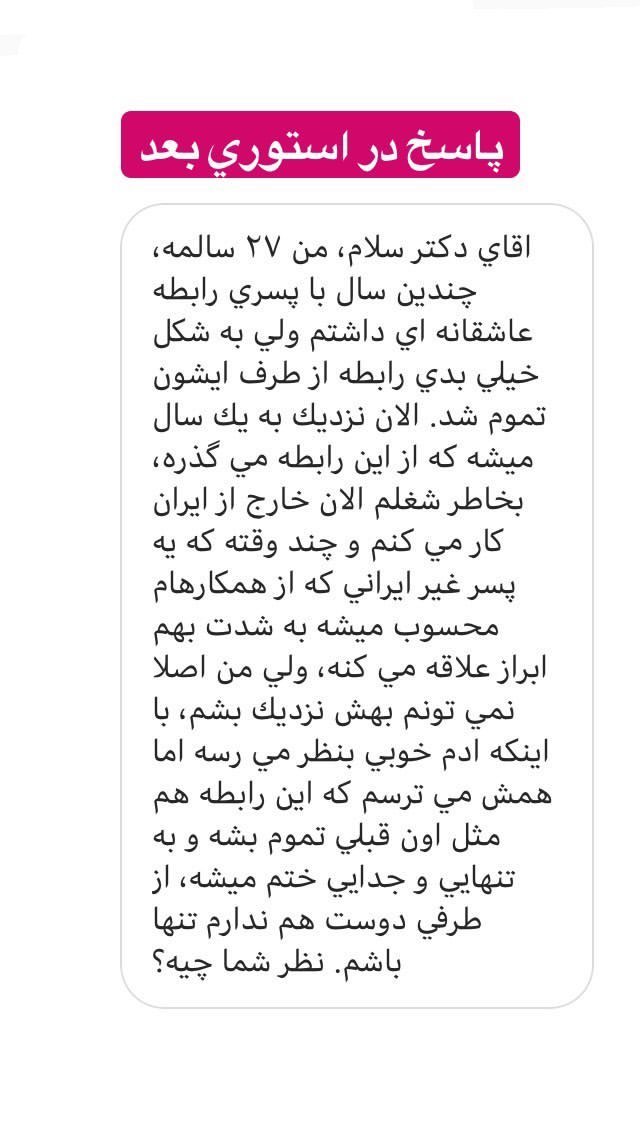 پاسخ در استوري بعد
اقاي دكتر سلام، من ۲۷ سالمه،
چندين سال با پسري رابطه
عاشقانه اي داشتم ولي به شكل
خيلي بدي رابطه از طرف ايشون
تموم شد. الان نزديك به يك سال
ميشه كه از اين رابطه مي گذره،
بخاطر شغلم الان خارج از ايران
كار مي كنم و چند وقته كه يه
پسر غير ايراني كه از همكارهام
محسوب ميشه به شدت بهم
ابراز علاقه مي كنه، ولي من اصلا
نمي تونم بهش نزديك بشم، با
اينكه ادم خوبي بنظر مي رسه اما
همش مي ترسم كه اين رابطه هم
مثل اون قبلي تموم بشه و به
تنهايي و جدايي ختم ميشه، از
طرفي دوست هم ندارم تنها
باشم. نظر شما چيه؟